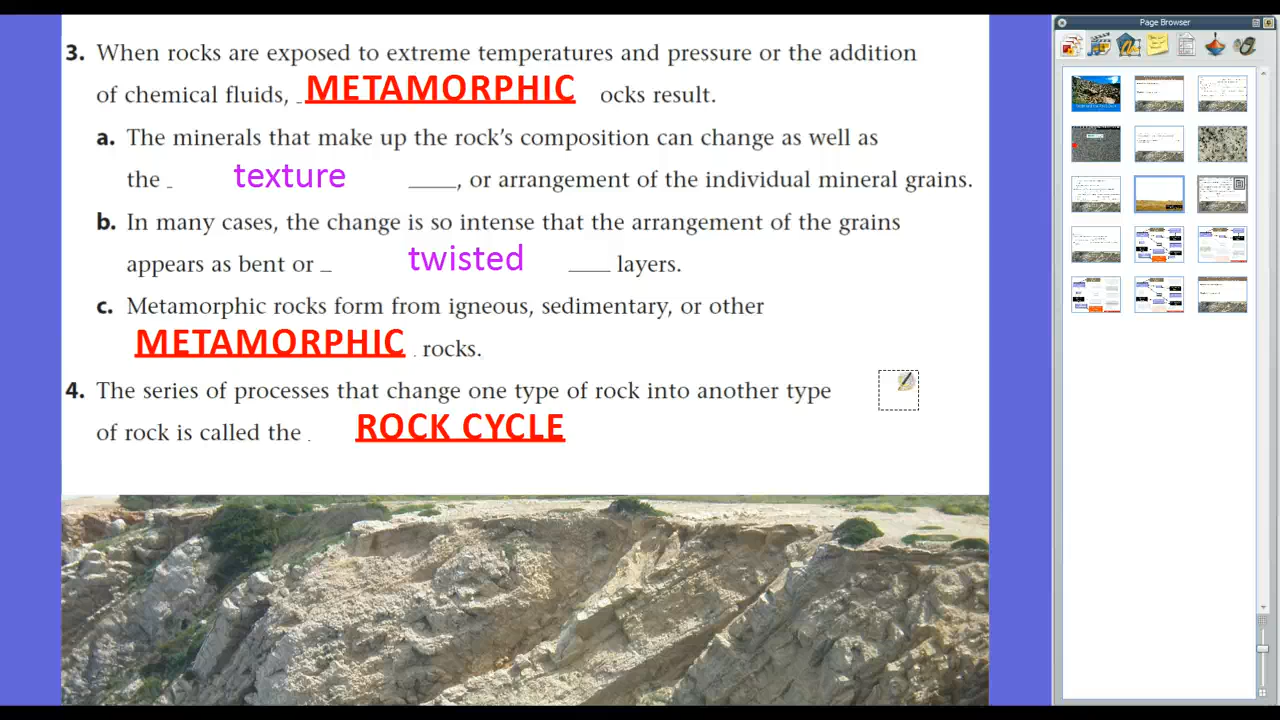 3. When rocks are exposed to extreme temperatures and pressure or the addition
of chemical fluids, METAMORPHIC ocks result.
a. The minerals that make up the rock's composition can change as well as
the _ texture ____, or arrangement of the individual mineral grains.
b. In many cases, the change is so intense that the arrangement of the grains
appears as bent or _ twisted ____ layers.
c. Metamorphic rocks form from igneous, sedimentary, or other
METAMORPHIC rocks.
4. The series of processes that change one type of rock into another type
of rock is called the ROCK CYCLE
Page Browser